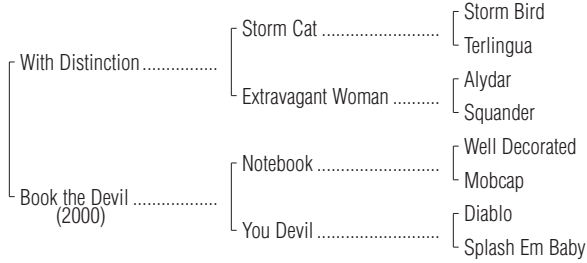 Storm Bird
Storm Cat ........................
Terlingua
With Distinction ................
Alydar
Extravagant Woman ..........
Squander
Well Decorated
Notebook .........................
Mobcap
Book the Devil ..................
(2000)
Diablo
You Devil .........................
Splash Em Baby